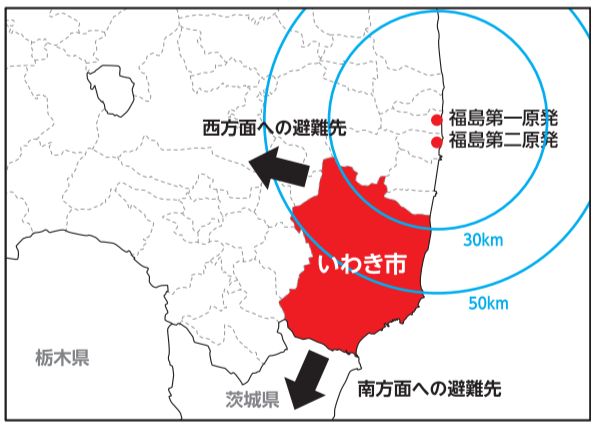 福島第一原発
西方面への避難先
福島第二原発
30km
いわき市
50km
栃木県
南方面への避難先
茨城県